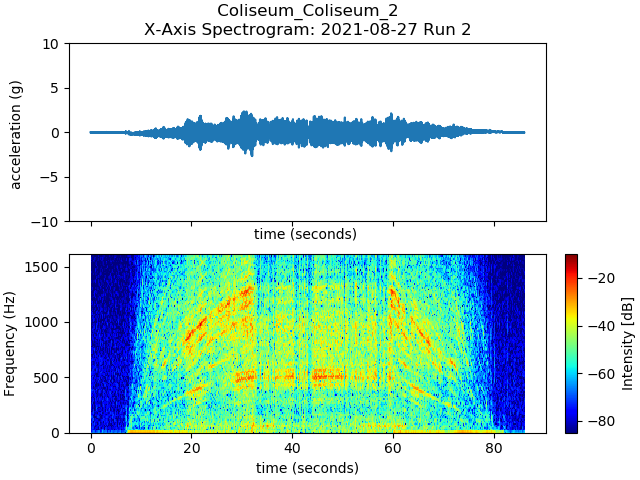 Coliseum_Coliseum_2
X-Axis Spectrogram: 2021-08-27 Run 2
10
5
0
−5
−10
acceleration (g)
time (seconds)
1500
1000
500
0
Frequency (Hz)
0 20 40 60 80
time (seconds)
−20
−40
−60
−80
Intensity [dB]